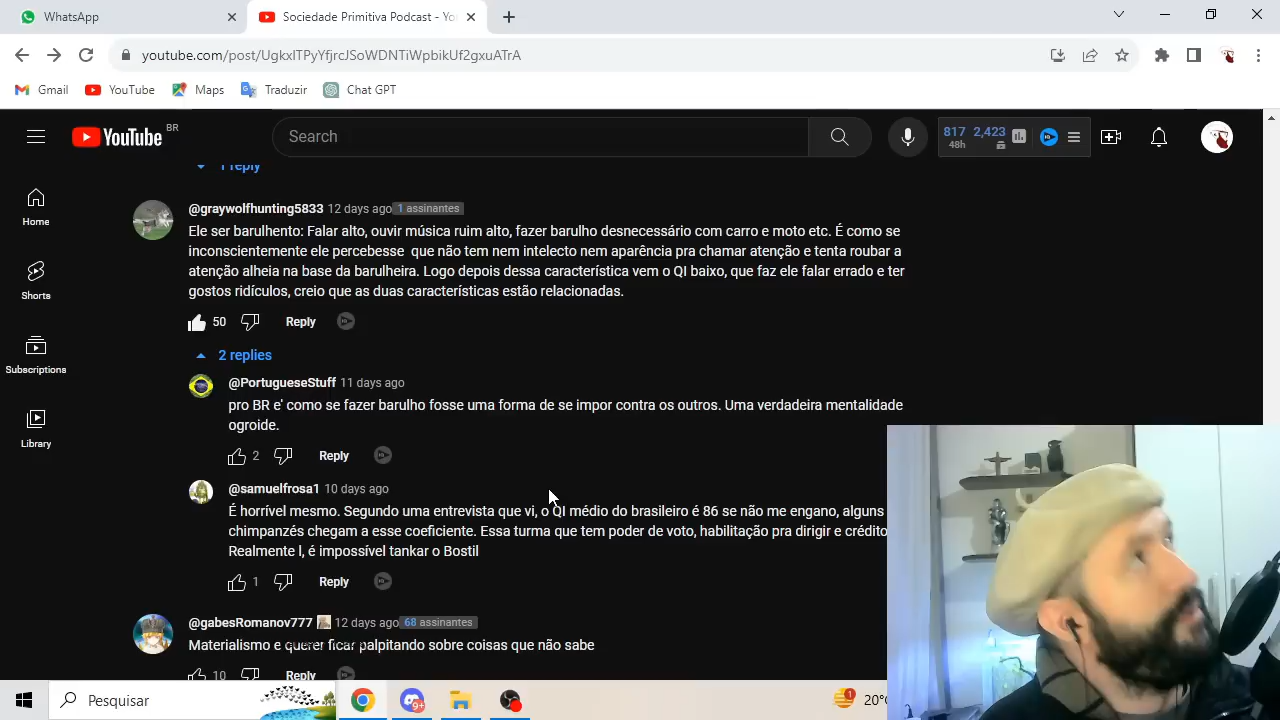 WhatsApp
Sociedade Primitiva Podcast - Yo
youtube.com/post/UgkxlTPyYfjrcJSoWDNTiWpbikUf2gxuATrA
Gmail YouTube Maps Traduzir Chat GPT
YouTube BR
Search
817 2,423
48h
1 reply
Home
Shorts
Subscriptions
Library
@graywolfhunting5833 12 days ago 1 assinantes
Ele ser barulhento: Falar alto, ouvir música ruim alto, fazer barulho desnecessário com carro e moto etc. É como se
inconscientemente ele percebesse que não tem nem intelecto nem aparência pra chamar atenção e tenta roubar a
atenção alheia na base da barulheira. Logo depois dessa característica vem o QI baixo, que faz ele falar errado e ter
gostos ridículos, creio que as duas características estão relacionadas.
50 Reply
2 replies
@PortugueseStuff 11 days ago
pro BR e' como se fazer barulho fosse uma forma de se impor contra os outros. Uma verdadeira mentalidade
ogroide.
2 Reply
@samuelfrosa1 10 days ago
É horrível mesmo. Segundo uma entrevista que vi, o QI médio do brasileiro é 86 se não me engano, alguns
chimpanzés chegam a esse coeficiente. Essa turma que tem poder de voto, habilitação pra dirigir e crédito
Realmente l, é impossível tankar o Bostil
1 Reply
@gabesRomanov777 12 days ago 68 assinantes
Materialismo e querer ficar palpitando sobre coisas que não sabe
10 Reply
Pesquisar
9+
1
20°